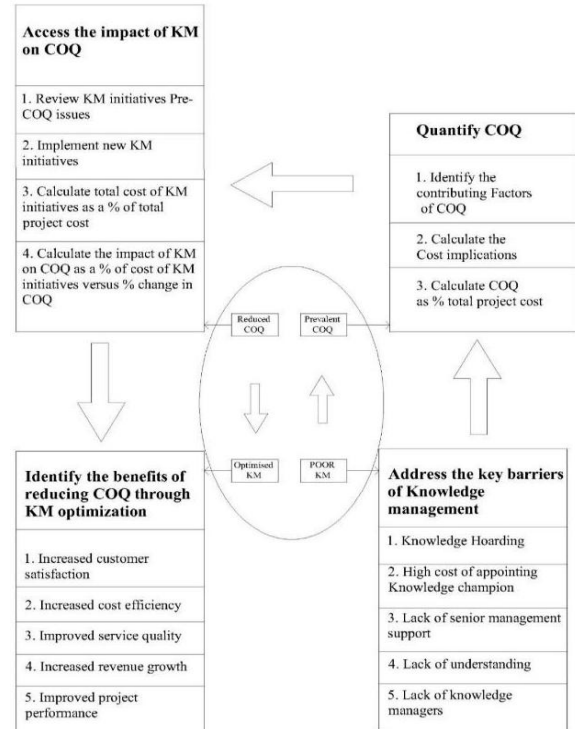 Access the impact of KM
on COQ
1. Review KM initiatives Pre-
COQ issues
2. Implement new KM
initiatives
3. Calculate total cost of KM
initiatives as a % of total
project cost
4. Calculate the impact of KM
on COQ as a % of cost of KM
initiatives versus % change in
COQ
Quantify COQ
1. Identify the
contributing Factors
of COQ
2. Calculate the
Cost implications
3. Calculate COQ
as % total project cost
Reduced
COQ
Prevalent
COQ
Optimised
KM
POOR
KM
Identify the benefits of
reducing COQ through
KM optimization
1. Increased customer
satisfaction
2. Increased cost efficiency
3. Improved service quality
4. Increased revenue growth
5. Improved project
performance
Address the key barriers
of Knowledge
management
1. Knowledge Hoarding
2. High cost of appointing
Knowledge champion
3. Lack of senior management
support
4. Lack of understanding
5. Lack of knowledge
managers